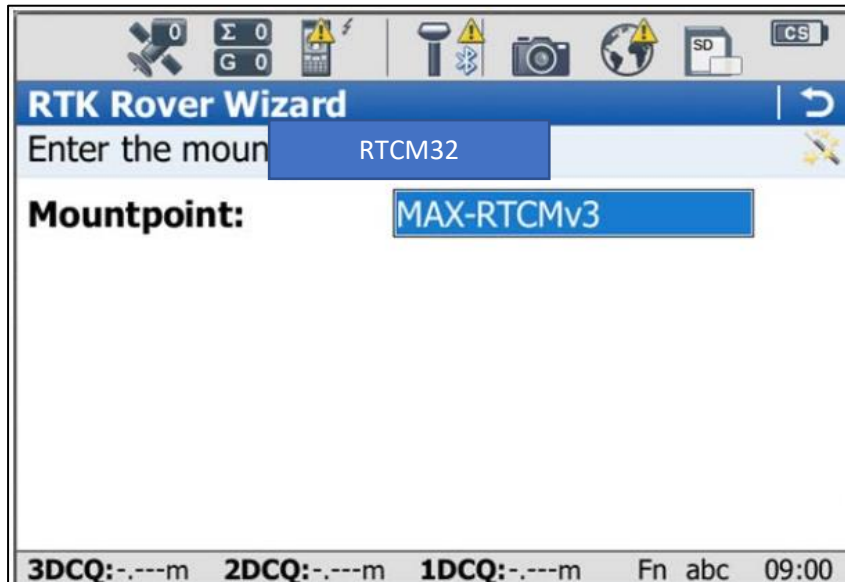 0 Σ 0 SD CS
G 0
RTK Rover Wizard
Enter the moun RTCM32
Mountpoint: MAX-RTCMv3
3DCQ:-.---m 2DCQ:-.---m 1DCQ:-.---m Fn abc 09:00